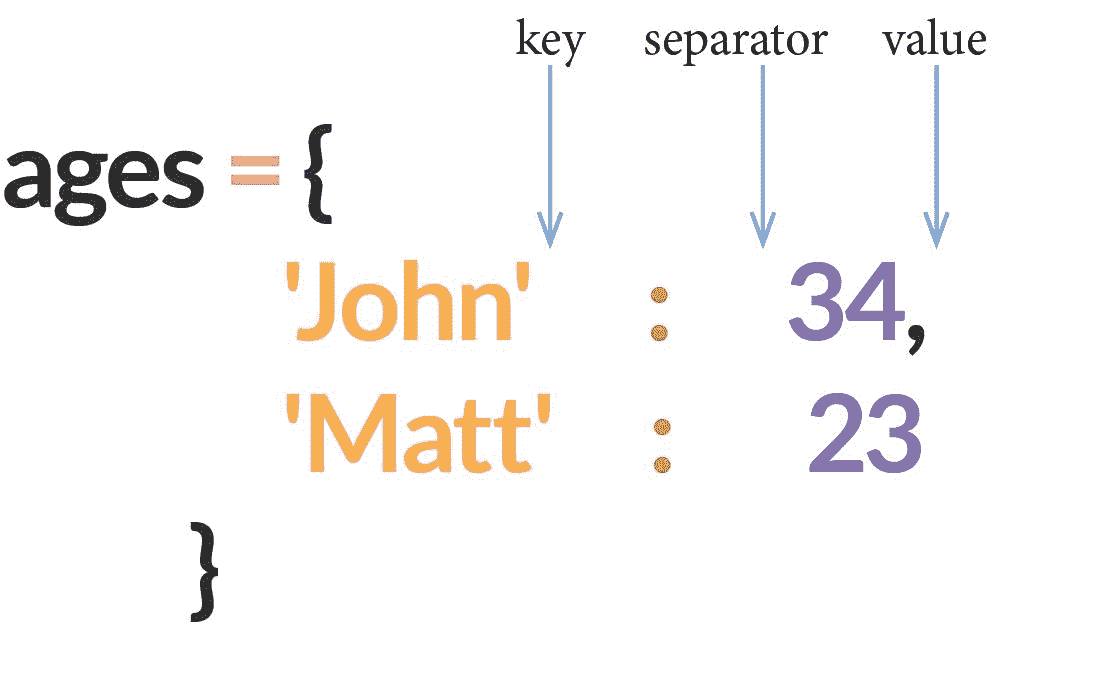 key separator value
ages = {
'John' : 34,
'Matt' : 23
}